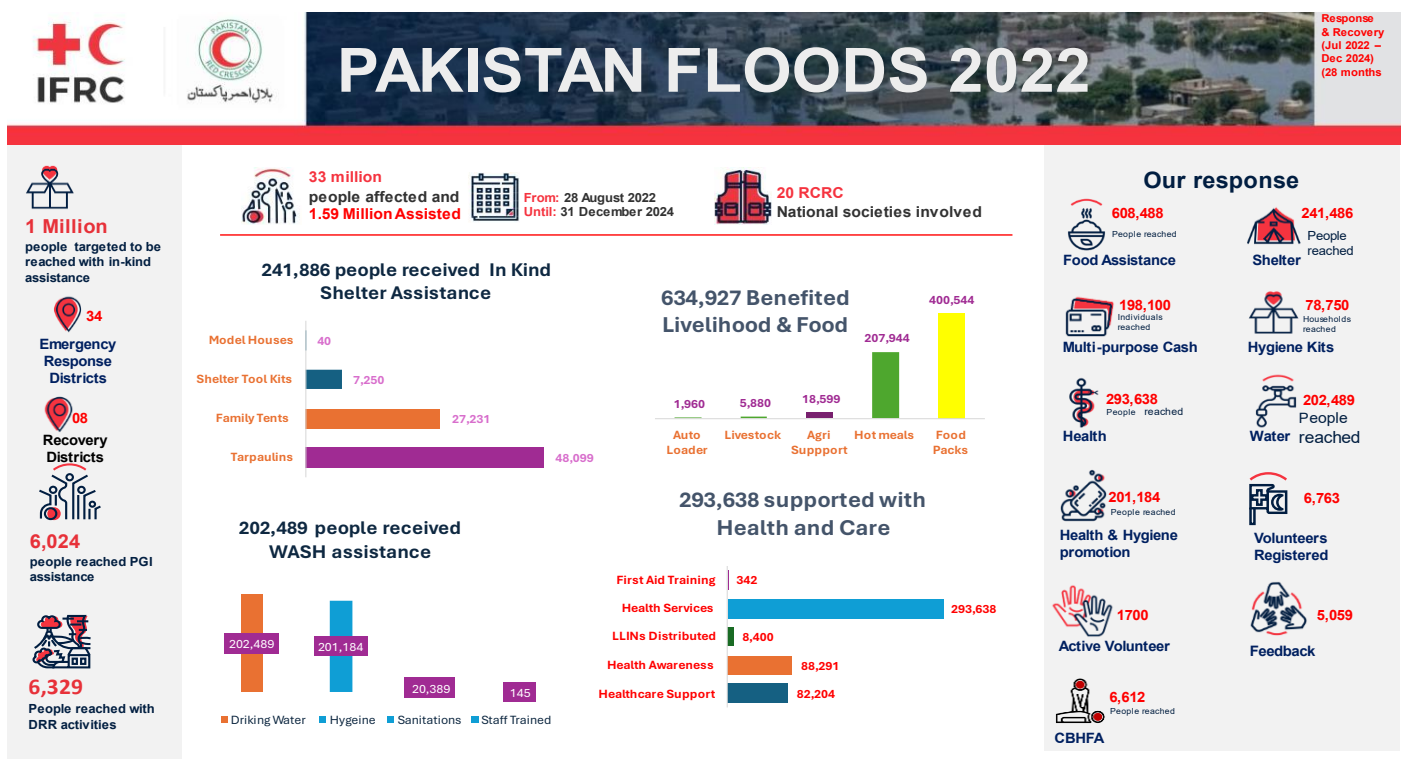 IFRC
PAKISTAN
RED CRESCENT
ہلالِ احمر پاکستان
PAKISTAN FLOODS 2022
Response
& Recovery
(Jul 2022 –
Dec 2024)
(28 months
1 Million
people targeted to be
reached with in-kind
assistance
34
Emergency
Response
Districts
08
Recovery
Districts
6,024
people reached PGI
assistance
6,329
People reached with
DRR activities
33 million
people affected and
1.59 Million Assisted
From: 28 August 2022
Until: 31 December 2024
20 RCRC
National societies involved
241,886 people received In Kind
Shelter Assistance
Model Houses 40
Shelter Tool Kits 7,250
Family Tents 27,231
Tarpaulins 48,099
634,927 Benefited
Livelihood & Food
1,960 5,880 18,599 207,944 400,544
Auto Livestock Agri Hot meals Food
Loader Suppport Packs
202,489 people received
WASH assistance
202,489 201,184 20,389 145
Driking Water Hygeine Sanitations Staff Trained
293,638 supported with
Health and Care
First Aid Training 342
Health Services 293,638
LLINs Distributed 8,400
Health Awareness 88,291
Healthcare Support 82,204
Our response
608,488
People reached
Food Assistance
241,486
People
reached
Shelter
198,100
Individuals
reached
Multi-purpose Cash
78,750
Households
reached
Hygiene Kits
293,638
People reached
Health
202,489
People
Water reached
201,184
People reached
Health & Hygiene
promotion
6,763
Volunteers
Registered
1700
Active Volunteer
5,059
Feedback
6,612
People reached
CBHFA